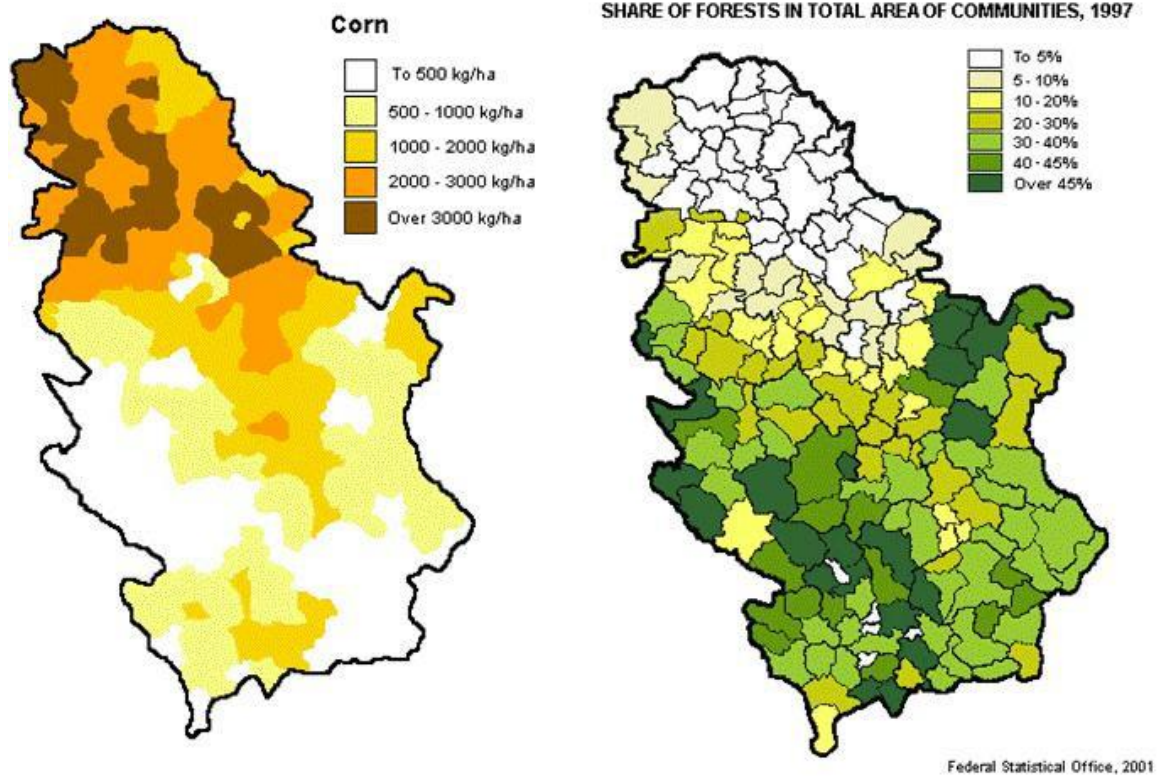 Corn
To 500 kg/ha
500 - 1000 kg/ha
1000 - 2000 kg/ha
2000 - 3000 kg/ha
Over 3000 kg/ha
SHARE OF FORESTS IN TOTAL AREA OF COMMUNITIES, 1997
To 5%
5 - 10%
10 - 20%
20 - 30%
30 - 40%
40 - 45%
Over 45%
Federal Statistical Office, 2001